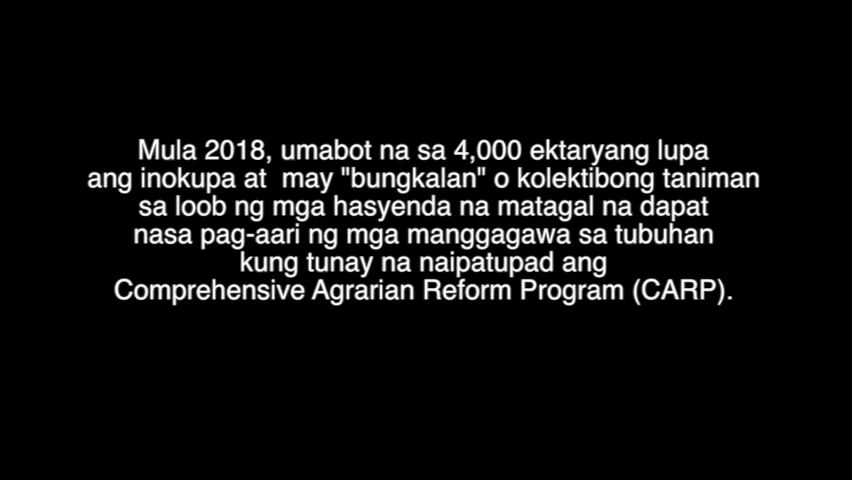 Mula 2018, umabot na sa 4,000 ektaryang lupa
ang inokupa at  may "bungkalan" o kolektibong taniman
sa loob ng mga hasyenda na matagal na dapat
nasa pag-aari ng mga manggagawa sa tubuhan
kung tunay na naipatupad ang
Comprehensive Agrarian Reform Program (CARP).